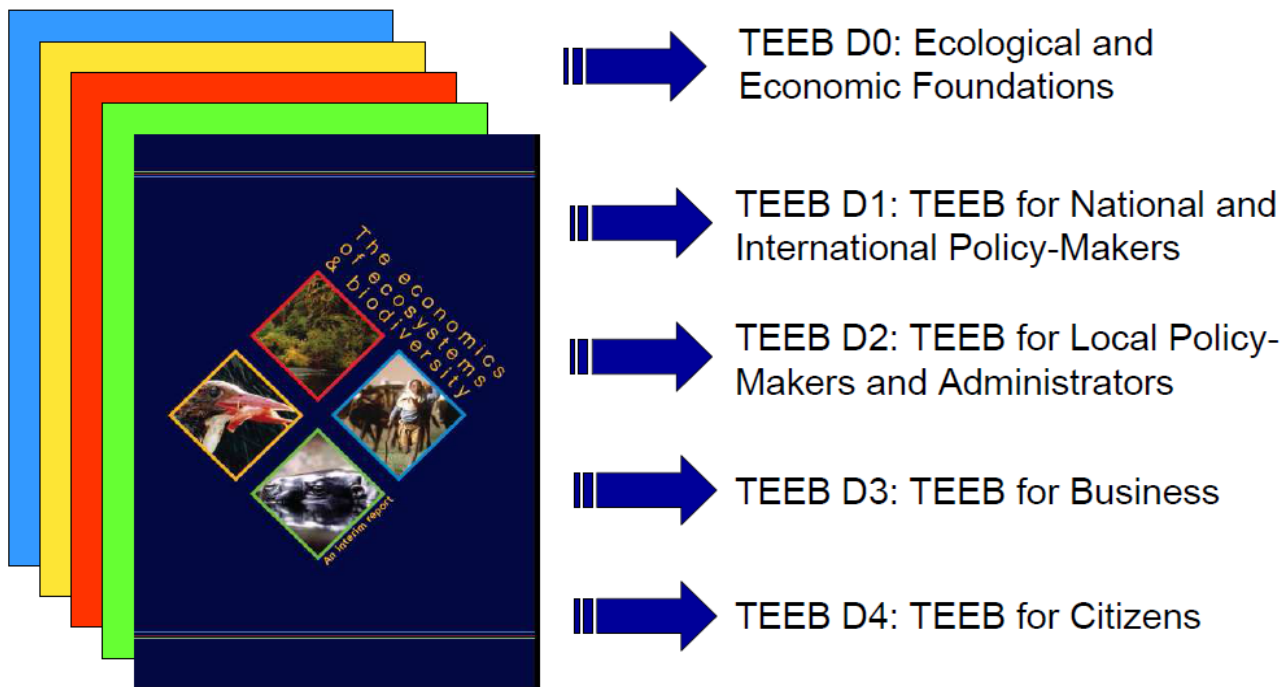 TEEB D0: Ecological and
Economic Foundations
TEEB D1: TEEB for National and
International Policy-Makers
The economics
of ecosystems
& biodiversity
An interim report
TEEB D2: TEEB for Local Policy-
Makers and Administrators
TEEB D3: TEEB for Business
TEEB D4: TEEB for Citizens